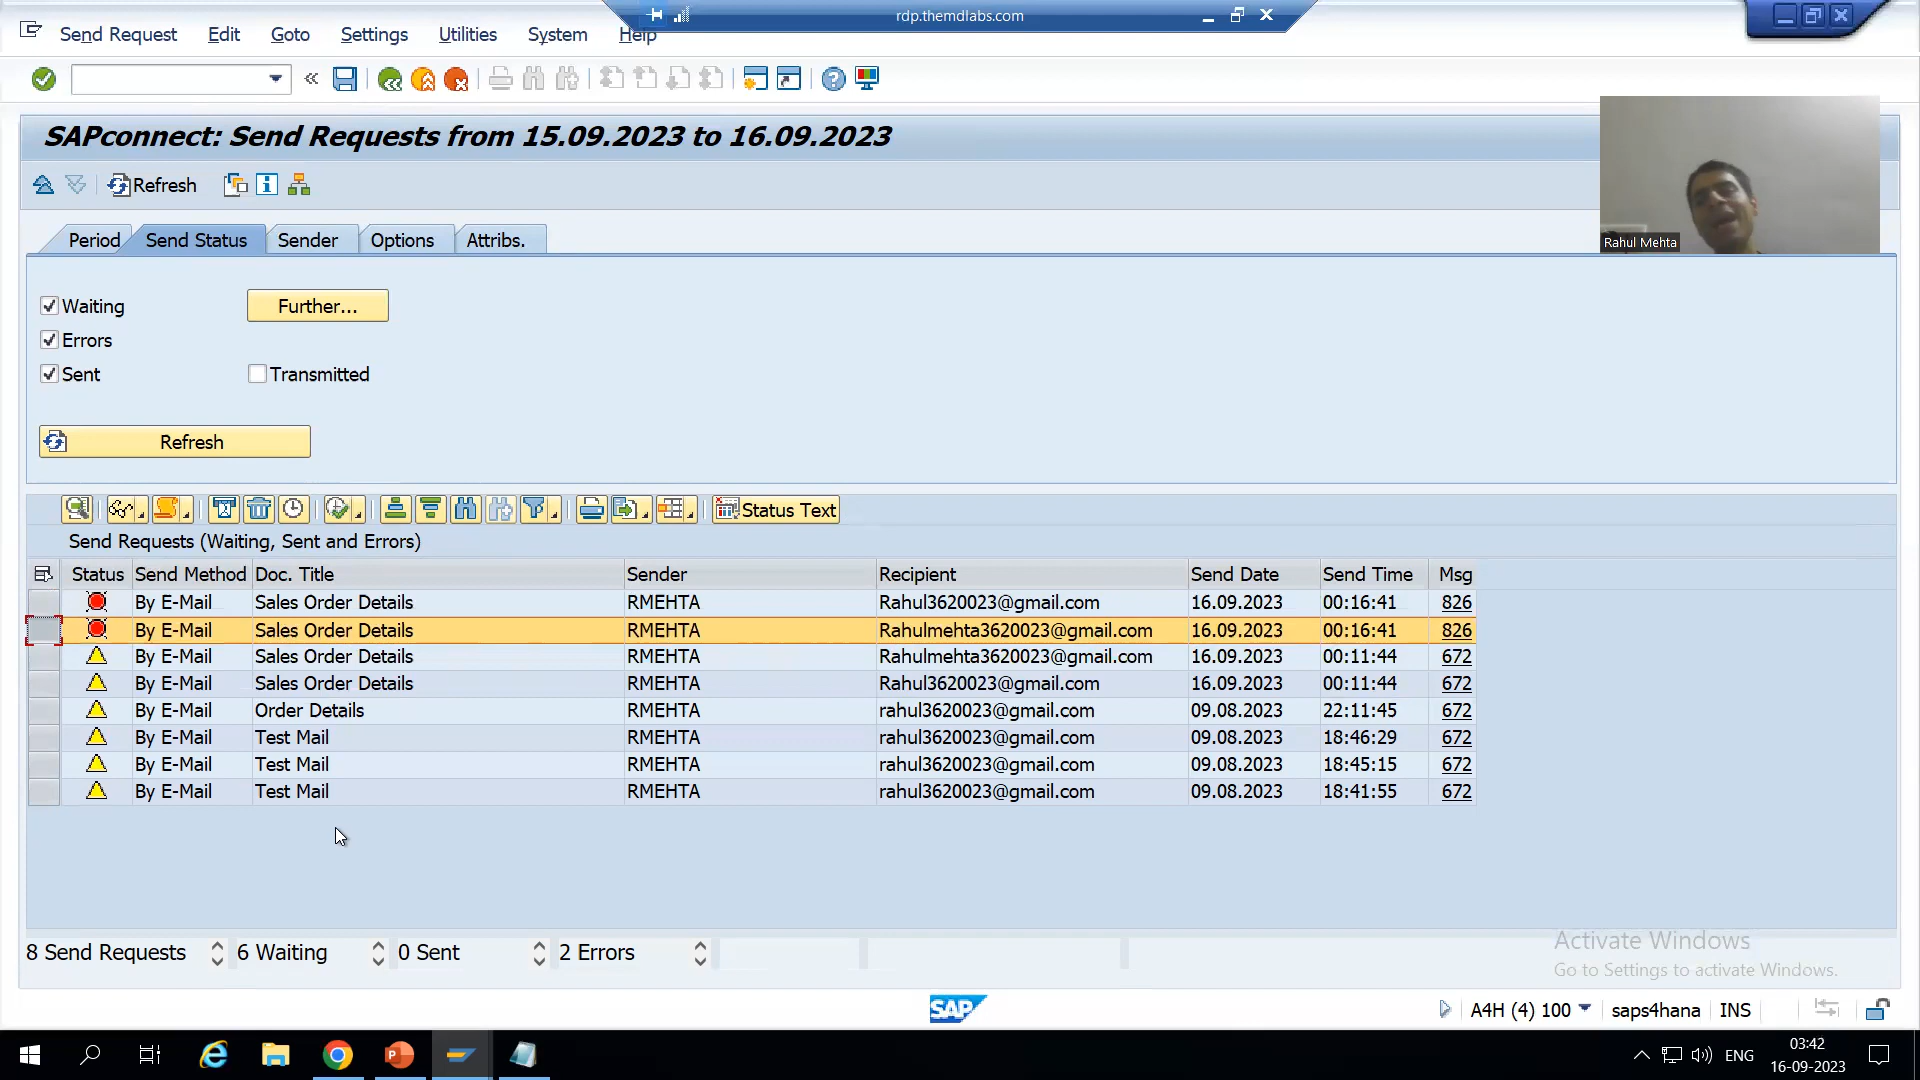 rdp.themdlabs.com
Send Request Edit Goto Settings Utilities System Help
SAPconnect: Send Requests from 15.09.2023 to 16.09.2023
Refresh
Period Send Status Sender Options Attribs.
Rahul Mehta
Waiting Further...
Errors
Sent Transmitted
Refresh
Status Text
Send Requests (Waiting, Sent and Errors)
Status Send Method Doc. Title Sender Recipient Send Date Send Time Msg
By E-Mail Sales Order Details RMEHTA Rahul3620023@gmail.com 16.09.2023 00:16:41 826
By E-Mail Sales Order Details RMEHTA Rahulmehta3620023@gmail.com 16.09.2023 00:16:41 826
By E-Mail Sales Order Details RMEHTA Rahulmehta3620023@gmail.com 16.09.2023 00:11:44 672
By E-Mail Sales Order Details RMEHTA Rahul3620023@gmail.com 16.09.2023 00:11:44 672
By E-Mail Order Details RMEHTA rahul3620023@gmail.com 09.08.2023 22:11:45 672
By E-Mail Test Mail RMEHTA rahul3620023@gmail.com 09.08.2023 18:46:29 672
By E-Mail Test Mail RMEHTA rahul3620023@gmail.com 09.08.2023 18:45:15 672
By E-Mail Test Mail RMEHTA rahul3620023@gmail.com 09.08.2023 18:41:55 672
8 Send Requests 6 Waiting 0 Sent 2 Errors
Activate Windows
Go to Settings to activate Windows.
SAP A4H (4) 100 saps4hana INS
ENG 03:42
16-09-2023